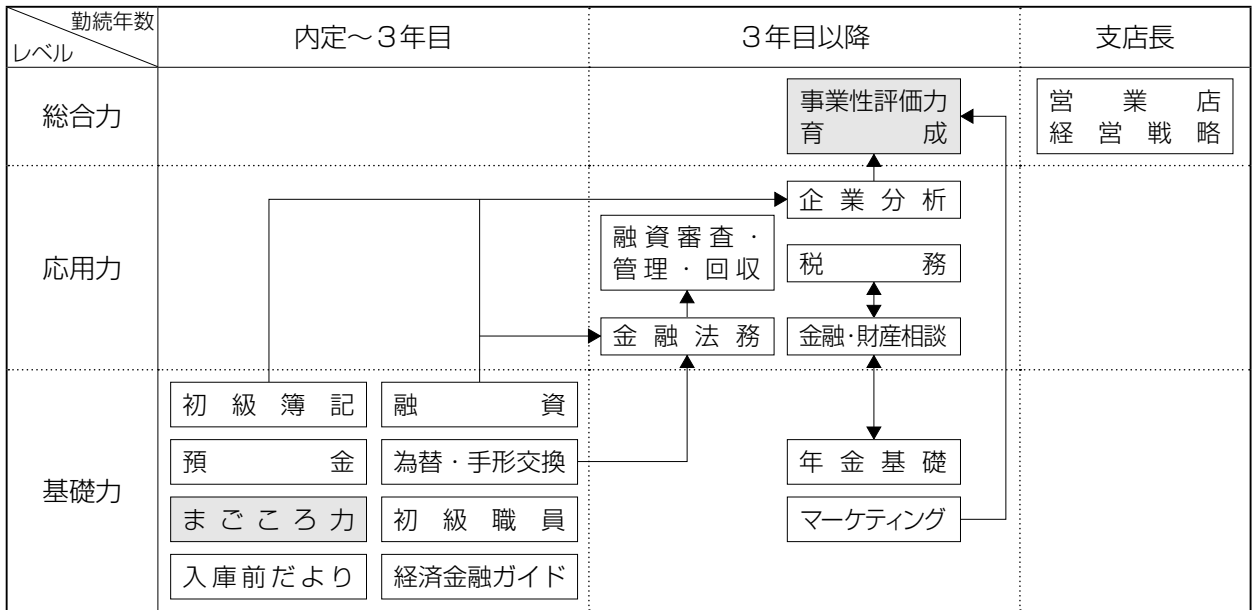 勤続年数
レベル
内定～3年目
3年目以降
支店長
総合力
事業性評価力
育成
営業店
経営戦略
応用力
企業分析
融資審査・
管理・回収
税務
金融法務
金融・財産相談
基礎力
初級簿記
融資
預金
為替・手形交換
年金基礎
まごころ力
初級職員
マーケティング
入庫前だより
経済金融ガイド